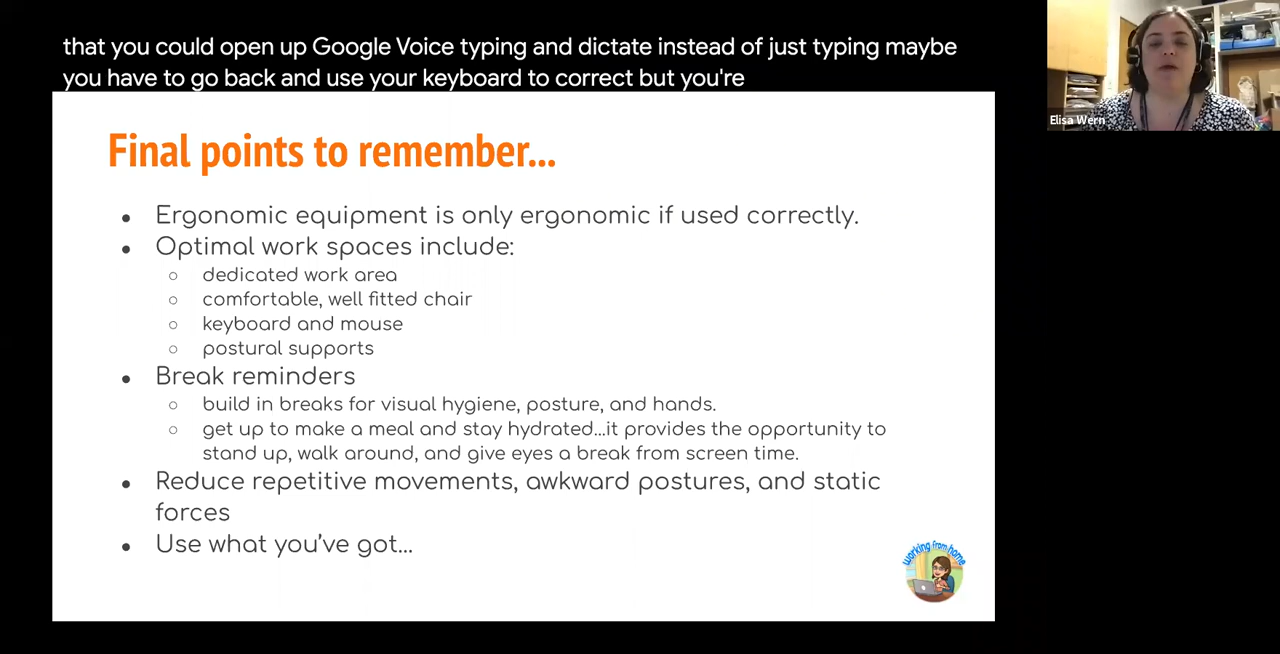 that you could open up Google Voice typing and dictate instead of just typing maybe
you have to go back and use your keyboard to correct but you're
Elisa Wern
Final points to remember...
● Ergonomic equipment is only ergonomic if used correctly.
● Optimal work spaces include:
○ dedicated work area
○ comfortable, well fitted chair
○ keyboard and mouse
○ postural supports
● Break reminders
○ build in breaks for visual hygiene, posture, and hands.
○ get up to make a meal and stay hydrated...it provides the opportunity to
stand up, walk around, and give eyes a break from screen time.
● Reduce repetitive movements, awkward postures, and static
forces
● Use what you've got...
working from home